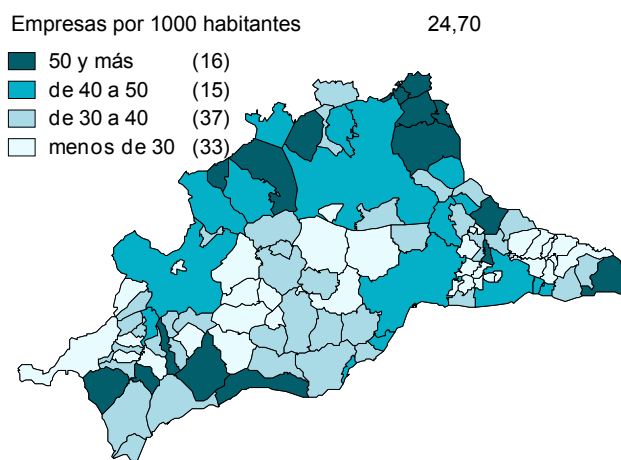 Empresas por 1000 habitantes 24,70
50 y más (16)
de 40 a 50 (15)
de 30 a 40 (37)
menos de 30 (33)